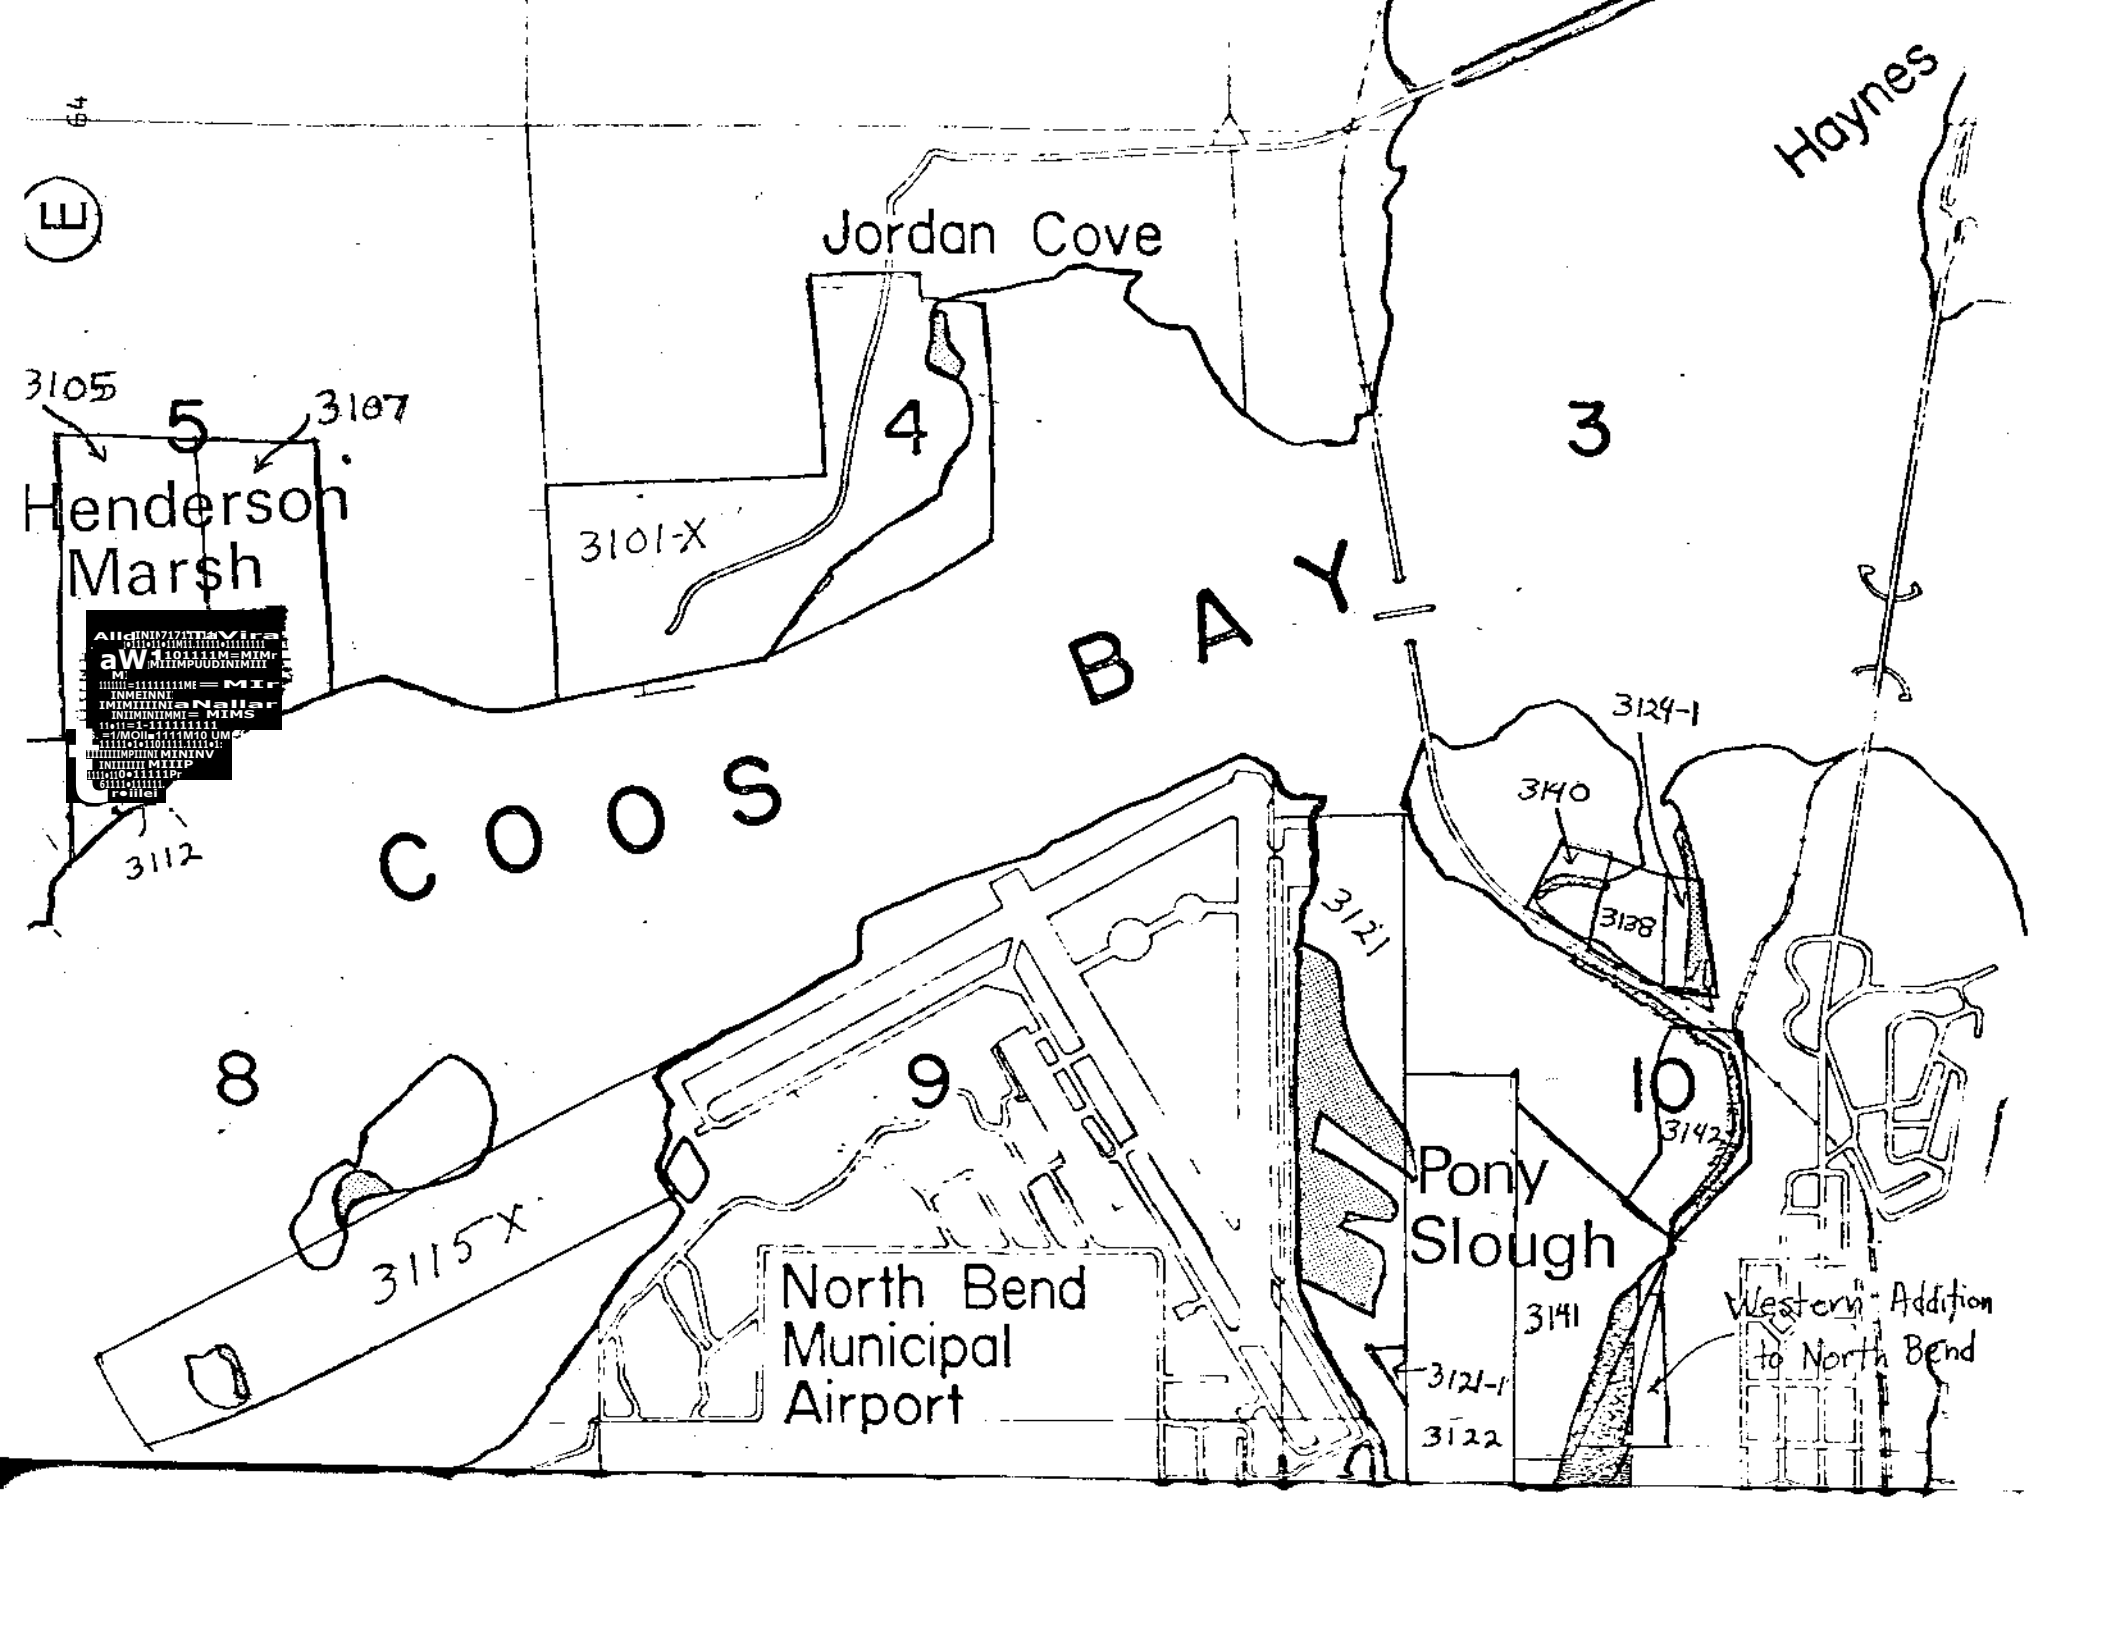 64
E
Haynes
Jordan Cove
3105
5
3107
4
3
Henderson
Marsh
3101-X
BAY
3124-1
3140
COOS
3112
3121
3138
8
9
10
3142
Pony
Slough
3115-X
North Bend
Municipal
Airport
3141
Western Addition
to North Bend
3121-1
3122